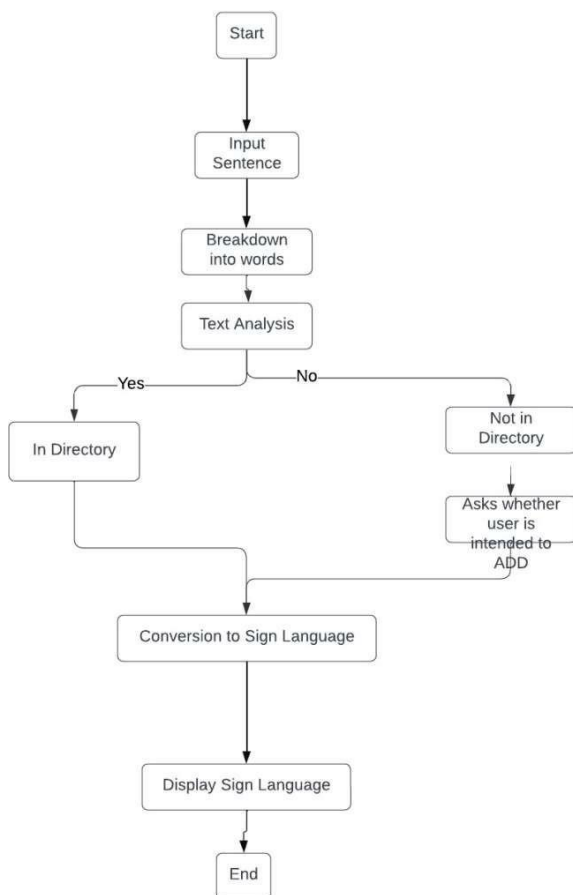 Start
Input
Sentence
Breakdown
into words
Text Analysis
Yes
No
In Directory
Not in
Directory
Asks whether
user is
intended to
ADD
Conversion to Sign Language
Display Sign Language
End